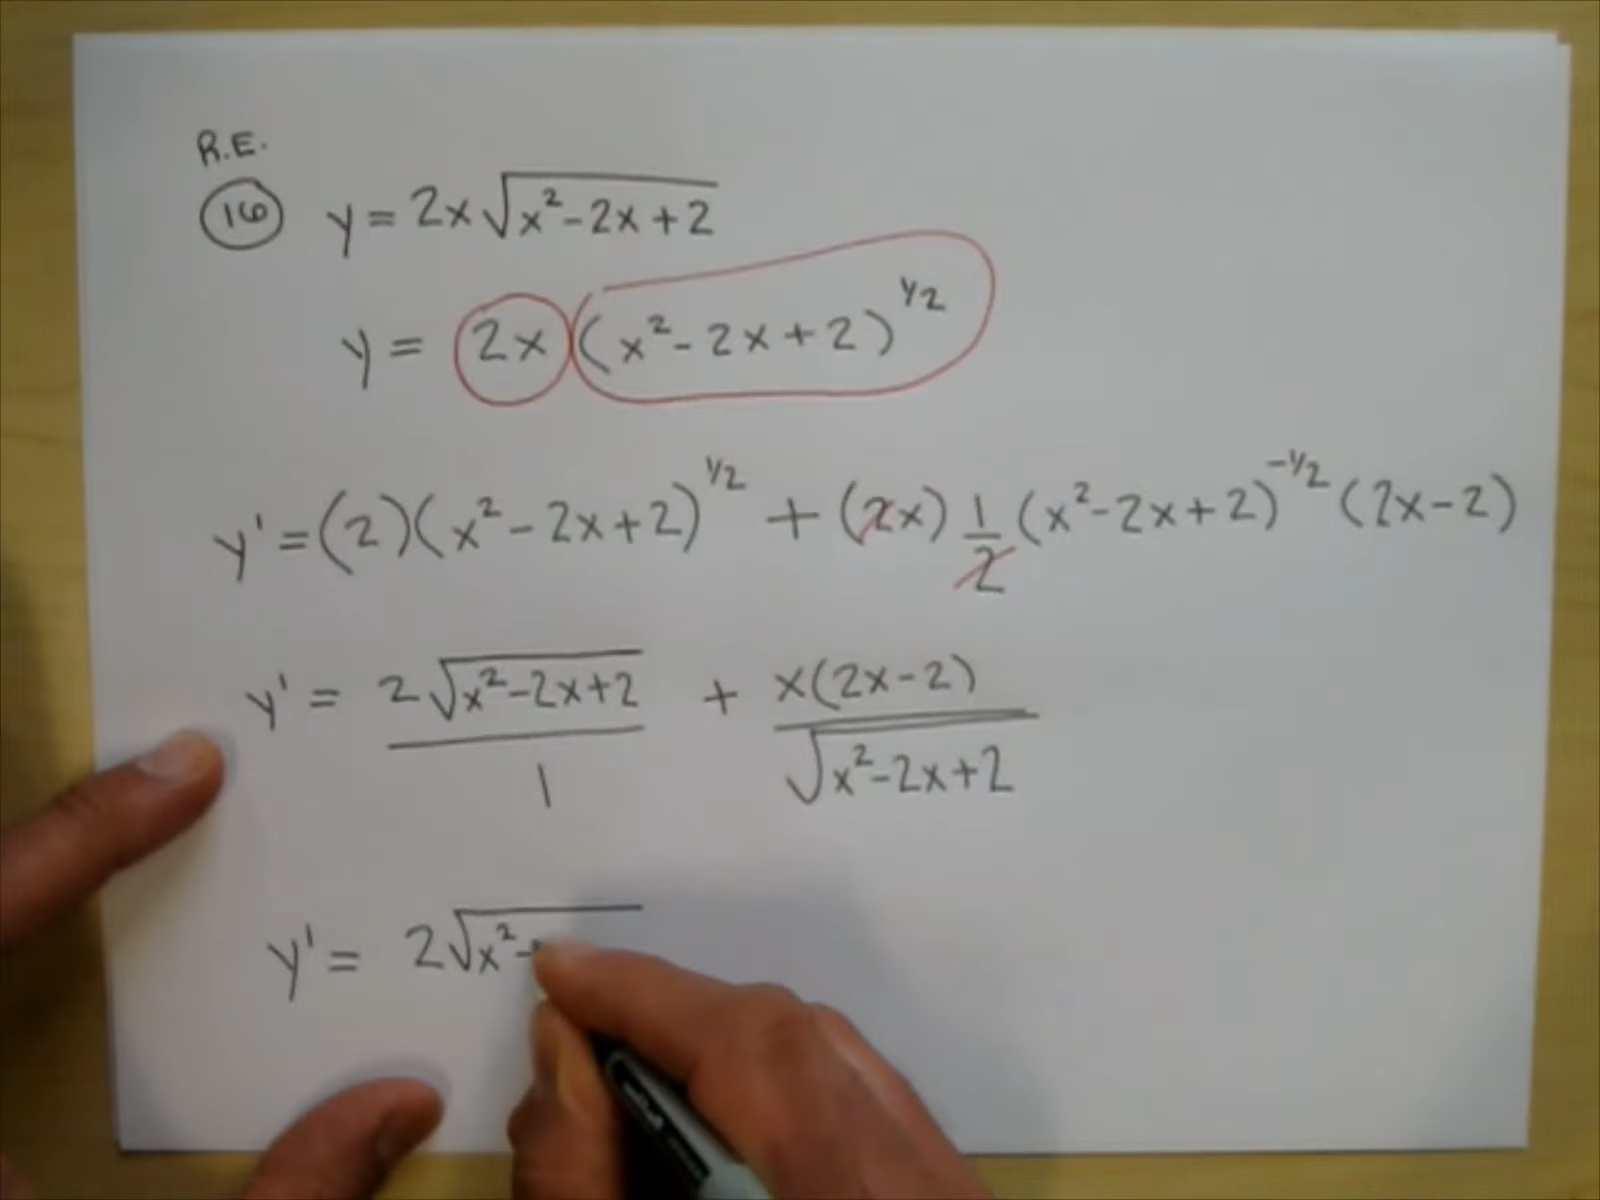 R.E.
16 y = 2x√(x² - 2x + 2)
y = 2x (x² - 2x + 2)^1/2
y' = (2)(x² - 2x + 2)^1/2 + (2x) 1/2 (x² - 2x + 2)^-1/2 (2x - 2)
y' = 2√(x² - 2x + 2) / 1 + x(2x - 2) / √(x² - 2x + 2)
y' = 2√x² -